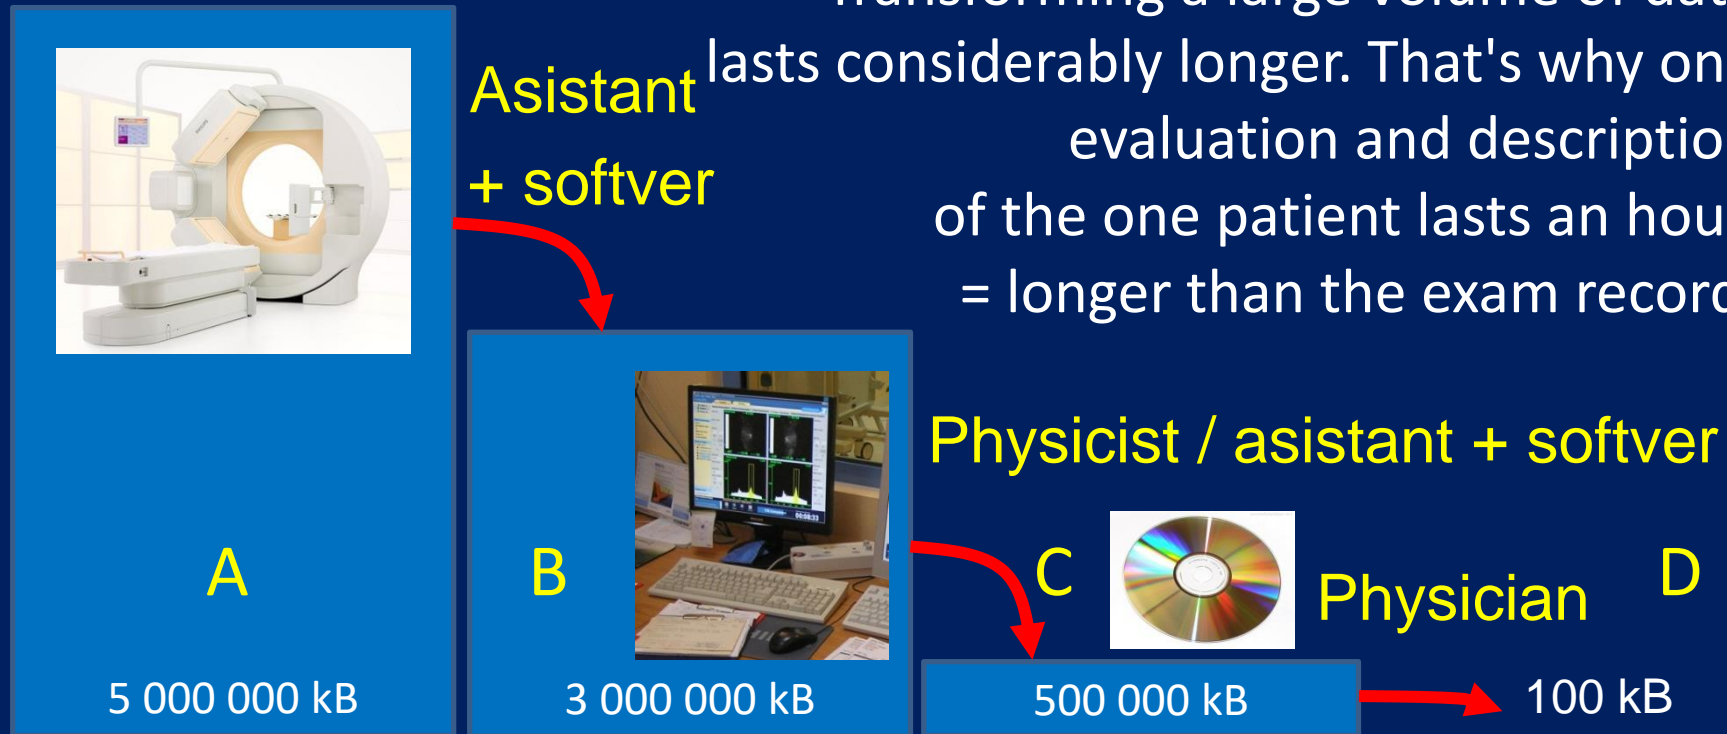 lasts considerably longer. That's why on
evaluation and descriptio
of the one patient lasts an hou
= longer than the exam record
Asistant
+ softver
Physicist / asistant + softver
A
B
C
Physician
D
5 000 000 kB
3 000 000 kB
500 000 kB
100 kB